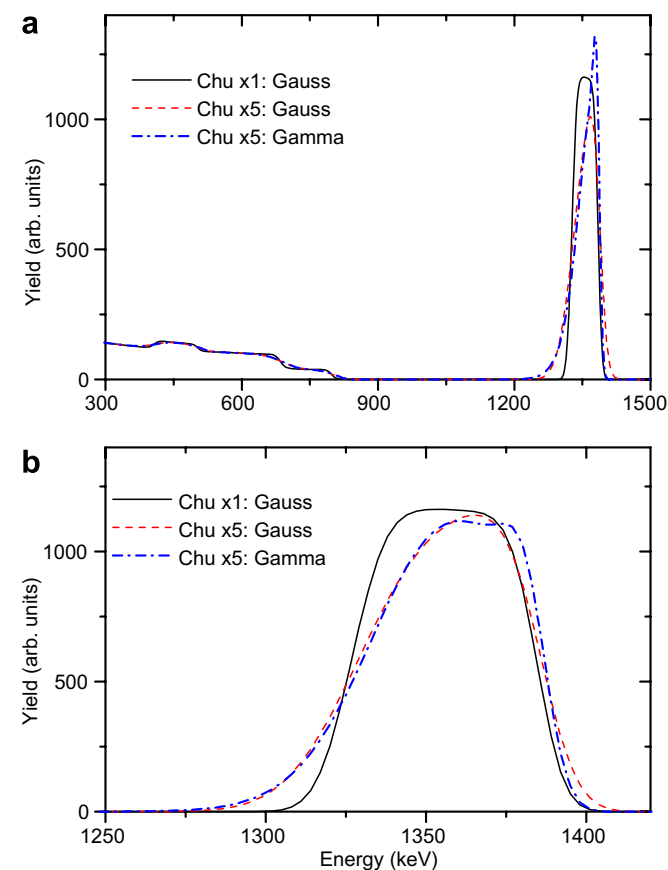 a
Chu x1: Gauss
Chu x5: Gauss
Chu x5: Gamma
Yield (arb. units)
1000
500
0
300 600 900 1200 1500
b
Chu x1: Gauss
Chu x5: Gauss
Chu x5: Gamma
Yield (arb. units)
1000
500
0
1250 1300 1350 1400
Energy (keV)